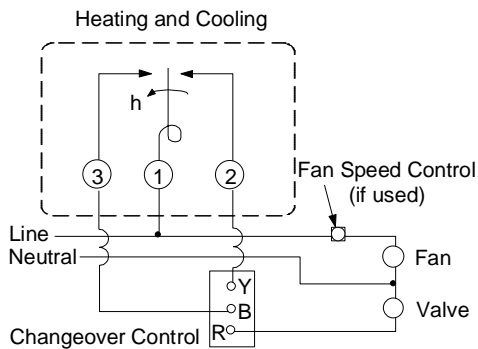 Heating and Cooling
h
3 1 2
Fan Speed Control
(if used)
Line
Neutral
Fan
Y
B
Valve
Changeover Control R